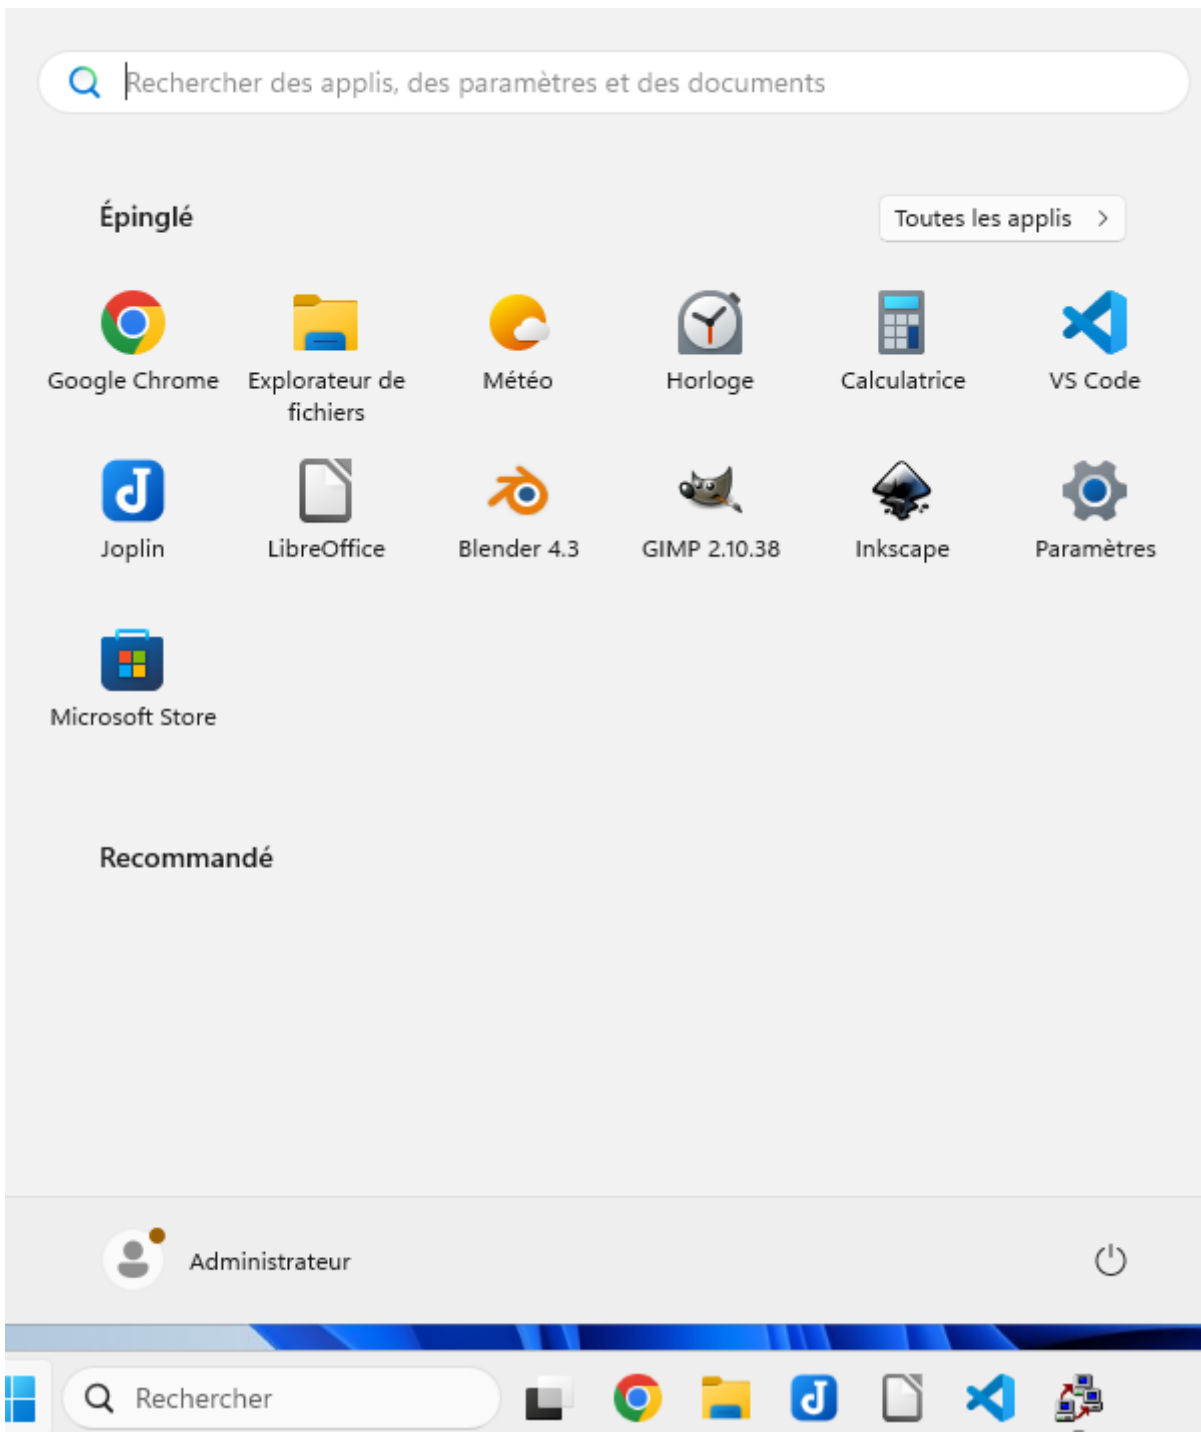 Rechercher des applis, des paramètres et des documents
Épinglé
Toutes les applis
Google Chrome
Explorateur de
fichiers
Météo
Horloge
Calculatrice
VS Code
Joplin
LibreOffice
Blender 4.3
GIMP 2.10.38
Inkscape
Paramètres
Microsoft Store
Recommandé
Administrateur
Rechercher